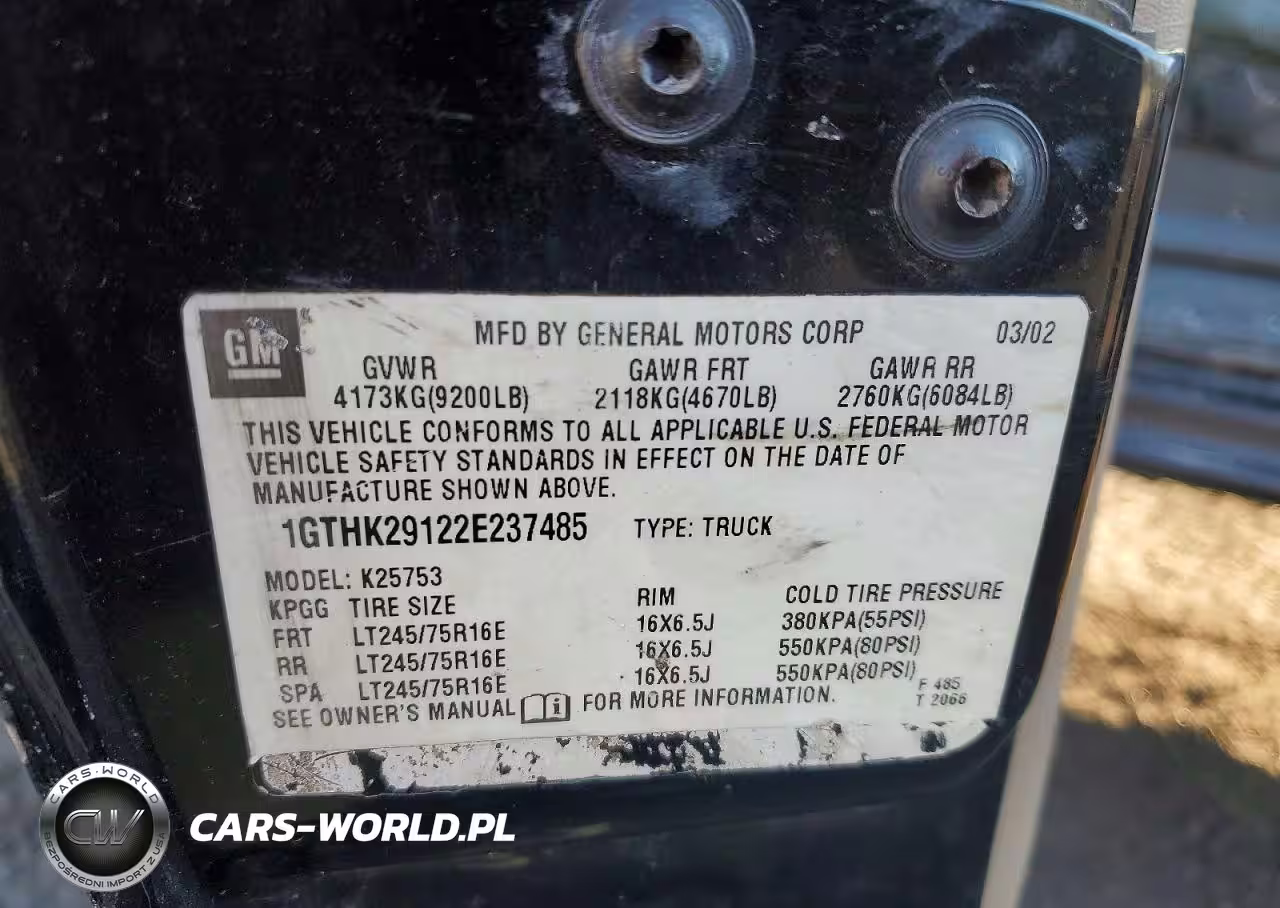 GM
MFD BY GENERAL MOTORS CORP 03/02
GVWR GAWR FRT GAWR RR
4173KG(9200LB) 2118KG(4670LB) 2760KG(6084LB)
THIS VEHICLE CONFORMS TO ALL APPLICABLE U.S. FEDERAL MOTOR
VEHICLE SAFETY STANDARDS IN EFFECT ON THE DATE OF
MANUFACTURE SHOWN ABOVE.
1GTHK29122E237485 TYPE: TRUCK
MODEL: K25753
KPGG TIRE SIZE RIM COLD TIRE PRESSURE
FRT LT245/75R16E 16X6.5J 380KPA(55PSI)
RR LT245/75R16E 16X6.5J 550KPA(80PSI)
SPA LT245/75R16E 16X6.5J 550KPA(80PSI)
SEE OWNER'S MANUAL i FOR MORE INFORMATION.
F 485
T 2066
CARS-WORLD
CW
BEZPOŚREDNI IMPORT Z USA
CARS-WORLD.PL